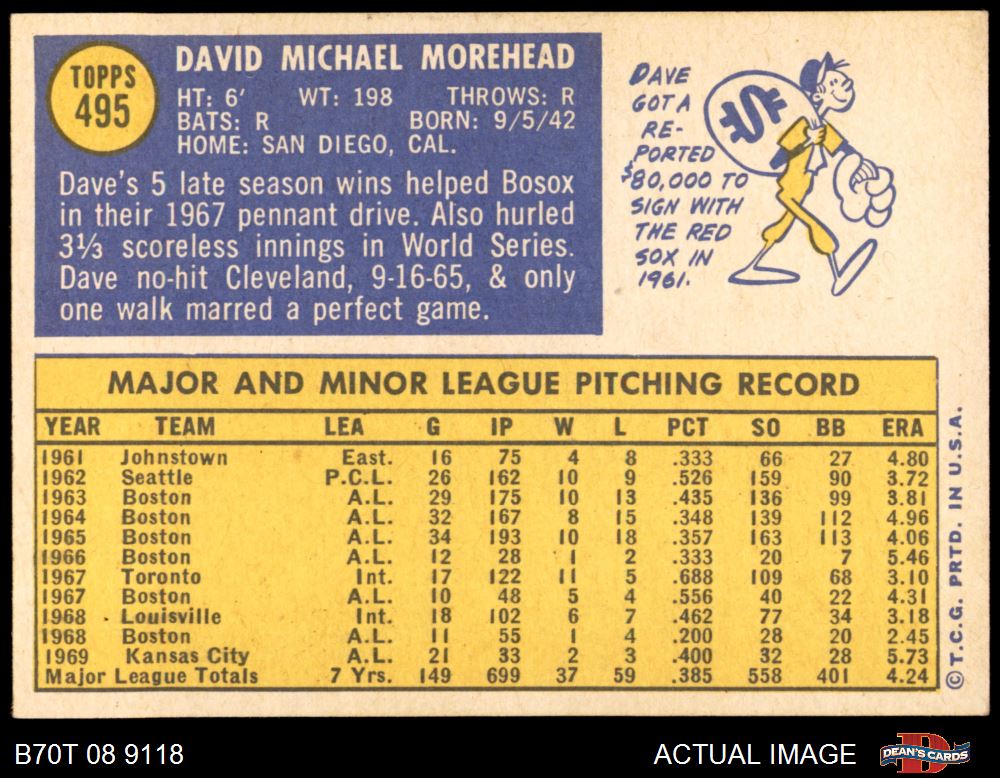 TOPPS
495
DAVID MICHAEL MOREHEAD
HT: 6' WT: 198 THROWS: R
BATS: R BORN: 9/5/42
HOME: SAN DIEGO, CAL.
Dave's 5 late season wins helped Bosox
in their 1967 pennant drive. Also hurled
3⅓ scoreless innings in World Series.
Dave no-hit Cleveland, 9-16-65, & only
one walk marred a perfect game.
DAVE
GOT A
RE-
PORTED
$80,000 TO
SIGN WITH
THE RED
SOX IN
1961.
$
MAJOR AND MINOR LEAGUE PITCHING RECORD
YEAR TEAM LEA G IP W L PCT SO BB ERA
1961 Johnstown East. 16 75 4 8 .333 66 27 4.80
1962 Seattle P.C.L. 26 162 10 9 .526 159 90 3.72
1963 Boston A.L. 29 175 10 13 .435 136 99 3.81
1964 Boston A.L. 32 167 8 15 .348 139 112 4.96
1965 Boston A.L. 34 193 10 18 .357 163 113 4.06
1966 Boston A.L. 12 28 1 2 .333 20 7 5.46
1967 Toronto Int. 17 122 11 5 .688 109 68 3.10
1967 Boston A.L. 10 48 5 4 .556 40 22 4.31
1968 Louisville Int. 18 102 6 7 .462 77 34 3.18
1968 Boston A.L. 11 55 1 4 .200 28 20 2.45
1969 Kansas City A.L. 21 33 2 3 .400 32 28 5.73
Major League Totals 7 Yrs. 149 699 37 59 .385 558 401 4.24
©T.C.G. PRTD. IN U.S.A.
B70T 08 9118 ACTUAL IMAGE
D
DEAN'S CARDS